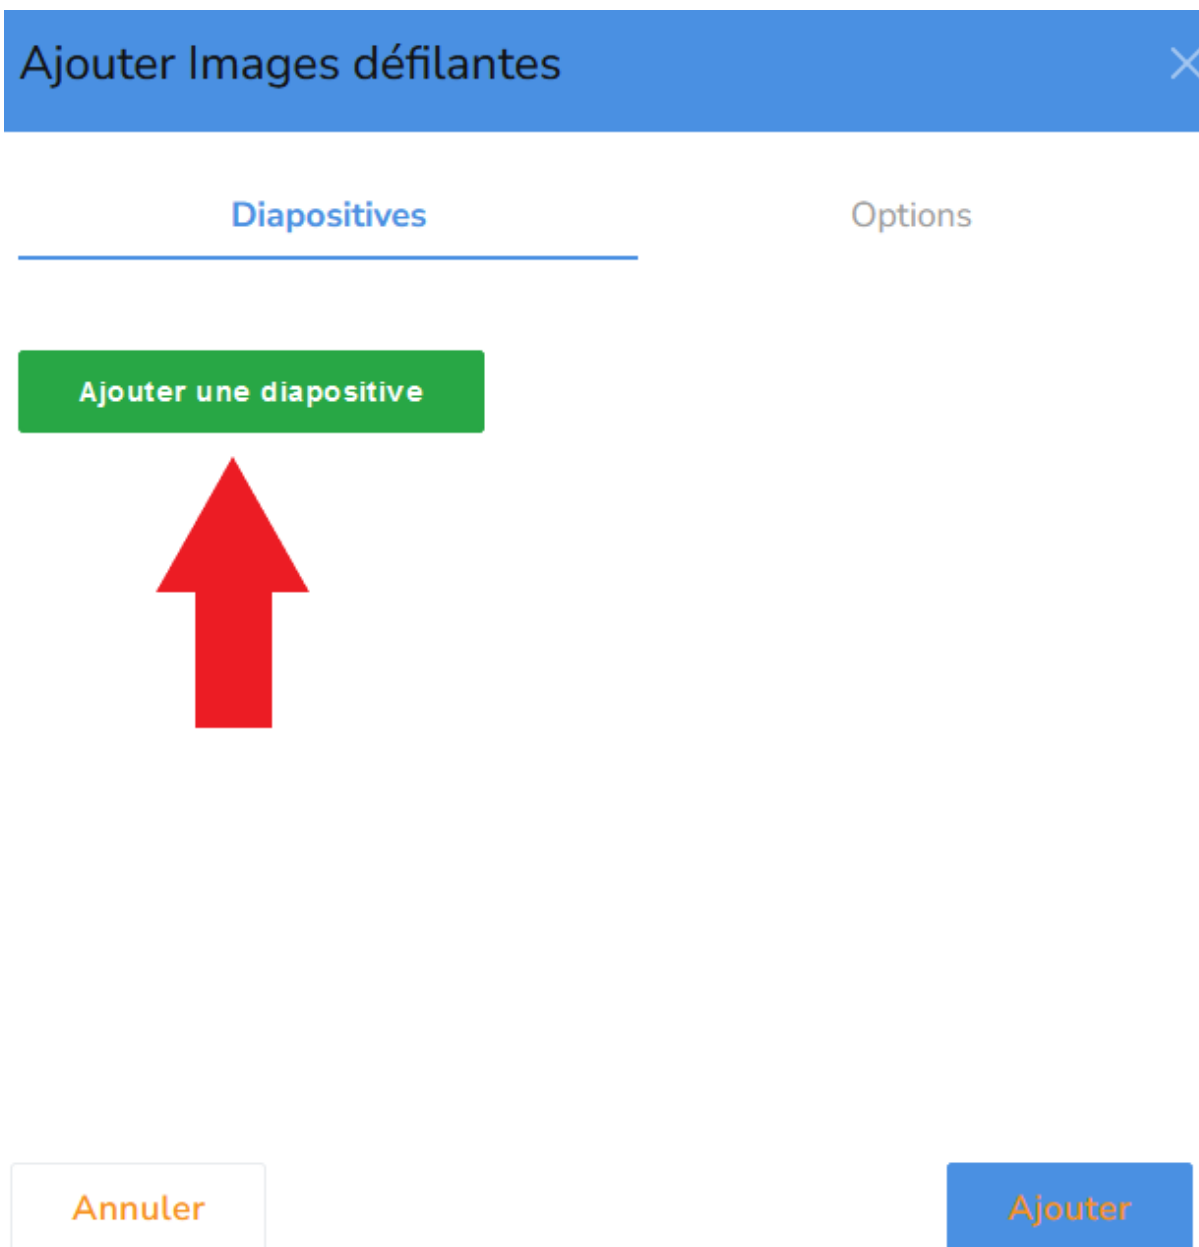 Ajouter Images défilantes
Diapositives
Options
Ajouter une diapositive
Annuler
Ajouter